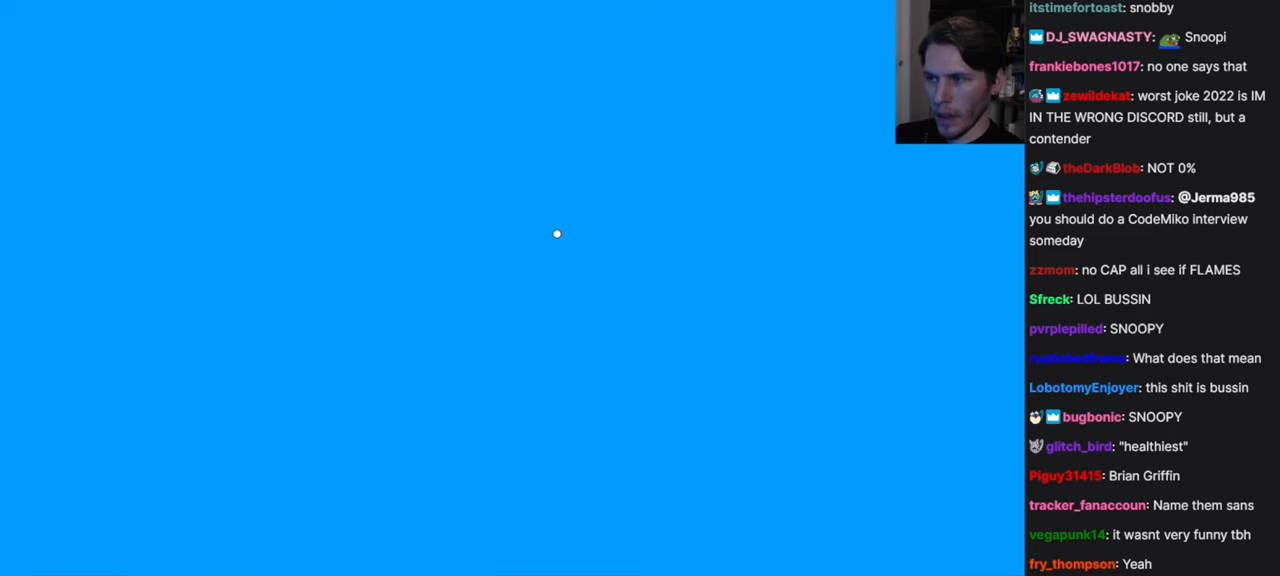 itstimefortoast: snobby
DJ_SWAGNASTY: Snoopi
frankiebones1017: no one says that
zewildekat: worst joke 2022 is IM
IN THE WRONG DISCORD still, but a
contender
theDarkBlob: NOT 0%
thehipsterdoofus: @Jerma985
you should do a CodeMiko interview
someday
zzmom: no CAP all i see if FLAMES
Sfreck: LOL BUSSIN
pvrplepilled: SNOOPY
rusticbedframe: What does that mean
LobotomyEnjoyer: this shit is bussin
bugbonic: SNOOPY
glitch_bird: "healthiest"
Piguy31415: Brian Griffin
tracker_fanaccoun: Name them sans
vegapunk14: it wasnt very funny tbh
fry_thompson: Yeah